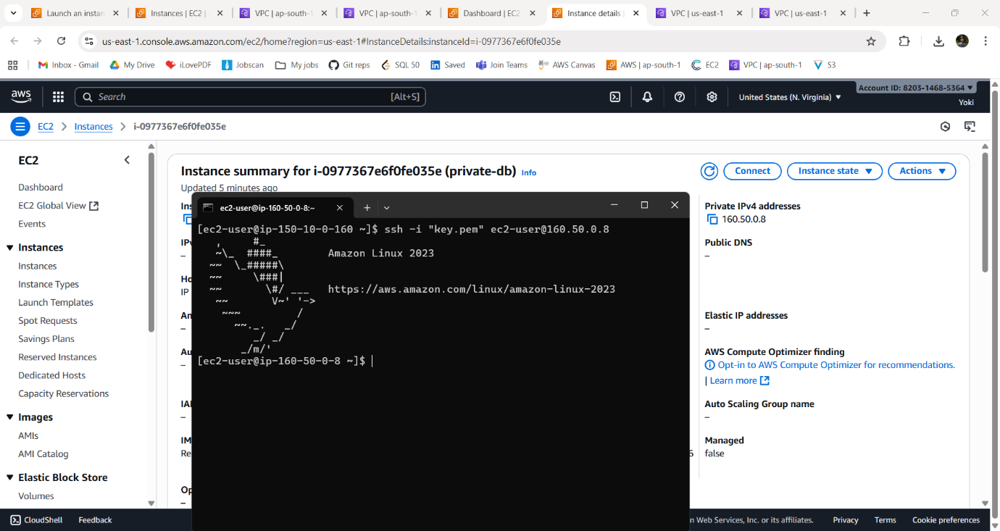 Launch an instan
Instances | EC2 |
VPC | ap-south-1
VPC | ap-south-1
Dashboard | EC2
Instance details |
VPC | us-east-1
VPC | us-east-1
us-east-1.console.aws.amazon.com/ec2/home?region=us-east-1#InstanceDetails:instanceId=i-0977367e6f0fe035e
Inbox - Gmail
My Drive
iLovePDF
Jobscan
My jobs
Git reps
SQL 50
Saved
Join Teams
AWS Canvas
AWS | ap-south-1
EC2
VPC | ap-south-1
S3
aws
Search
[Alt+S]
United States (N. Virginia)
Account ID: 8203-1468-5364
Yoki
EC2
Instances
i-0977367e6f0fe035e
EC2
Dashboard
EC2 Global View
Events
Instances
Instances
Instance Types
Launch Templates
Spot Requests
Savings Plans
Reserved Instances
Dedicated Hosts
Capacity Reservations
Images
AMIs
AMI Catalog
Elastic Block Store
Volumes
Instance summary for i-0977367e6f0fe035e (private-db) Info
Updated 5 minutes ago
Connect
Instance state
Actions
Ins
IPv
Ho
IP
An
–
Au
–
IAI
–
IM
Re
Op
–
ec2-user@ip-160-50-0-8:~
[ec2-user@ip-150-10-0-160 ~]$ ssh -i "key.pem" ec2-user@160.50.0.8
   ,     #_
   ~\_  ####_        Amazon Linux 2023
  ~~  \_#####\
  ~~     \###|
  ~~       \#/ ___   https://aws.amazon.com/linux/amazon-linux-2023
   ~~       V~' '->
    ~~~         /
      ~~._.   _/
         _/ _/
       _/m/'
[ec2-user@ip-160-50-0-8 ~]$
Private IPv4 addresses
160.50.0.8
Public DNS
–
Elastic IP addresses
–
AWS Compute Optimizer finding
Opt-in to AWS Compute Optimizer for recommendations.
| Learn more
Auto Scaling Group name
–
Managed
6 false
CloudShell
Feedback
n Web Services, Inc. or its affiliates.
Privacy
Terms
Cookie preferences